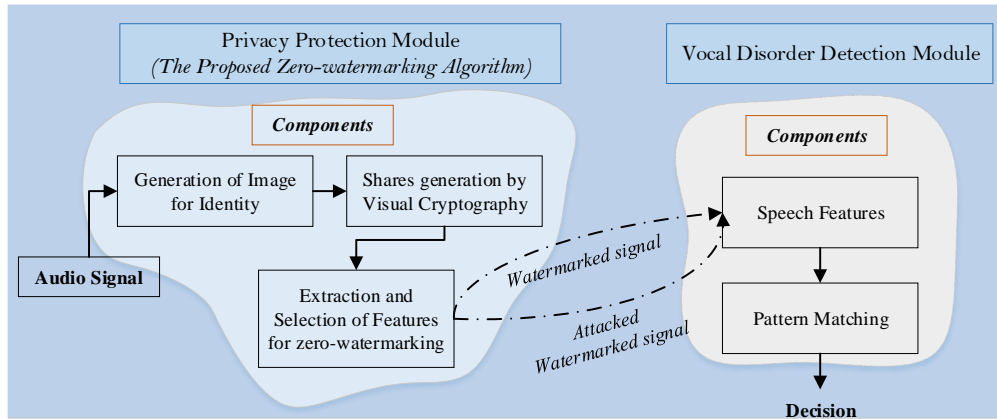 Privacy Protection Module
(The Proposed Zero-watermarking Algorithm)
Vocal Disorder Detection Module
Components
Generation of Image
for Identity
Shares generation by
Visual Cryptography
Audio Signal
Extraction and
Selection of Features
for zero-watermarking
Watermarked signal
Attacked
Watermarked signal
Components
Speech Features
Pattern Matching
Decision